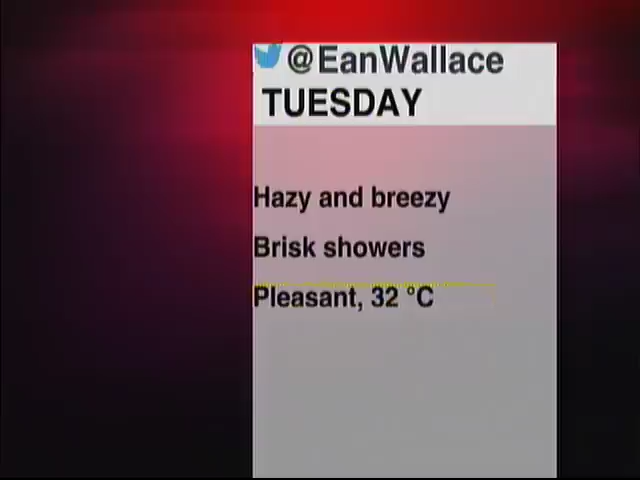 @EanWallace
TUESDAY
Hazy and breezy
Brisk showers
Pleasant, 32 °C